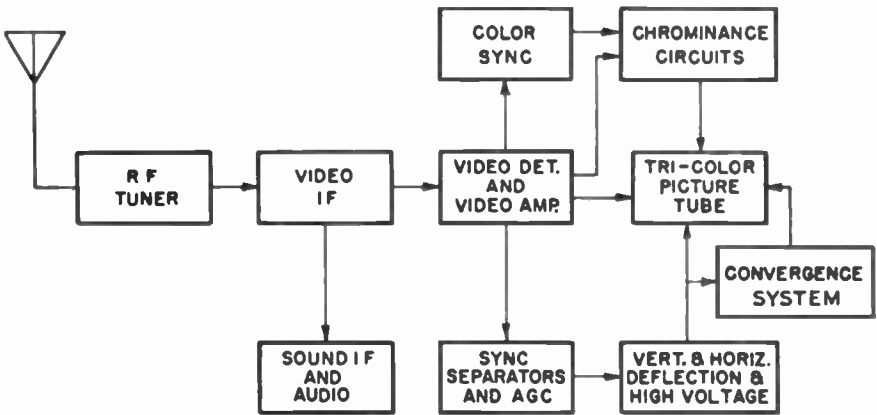 COLOR
SYNC
CHROMINANCE
CIRCUITS
RF
TUNER
VIDEO
IF
VIDEO DET.
AND
VIDEO AMP.
TRI-COLOR
PICTURE
TUBE
CONVERGENCE
SYSTEM
SOUND IF
AND
AUDIO
SYNC
SEPARATORS
AND AGC
VERT. & HORIZ.
DEFLECTION &
HIGH VOLTAGE